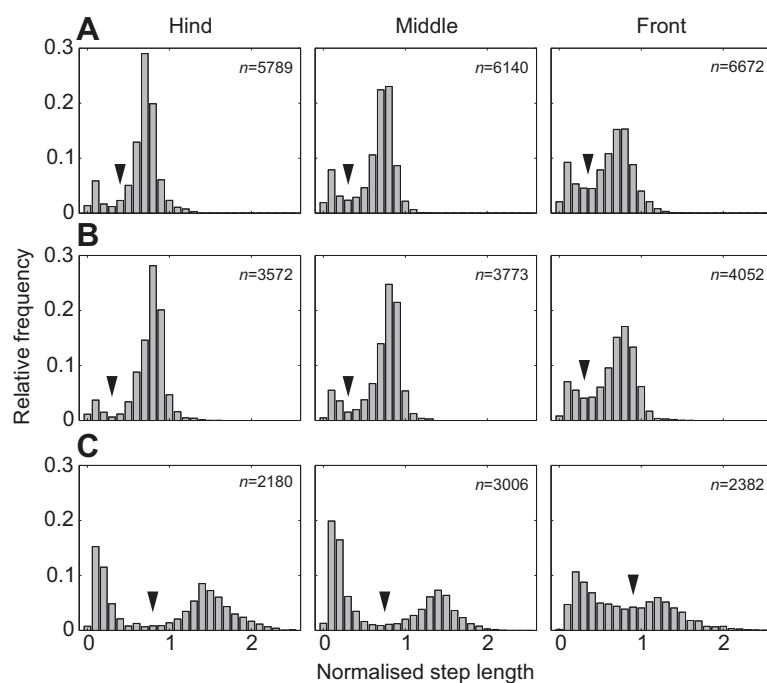 A Hind Middle Front
0.3 n=5789 n=6140 n=6672
0.2
0.1
0
B
0.3 n=3572 n=3773 n=4052
0.2
0.1
0
Relative frequency
C
0.3 n=2180 n=3006 n=2382
0.2
0.1
0
0 1 2 0 1 2 0 1 2
Normalised step length